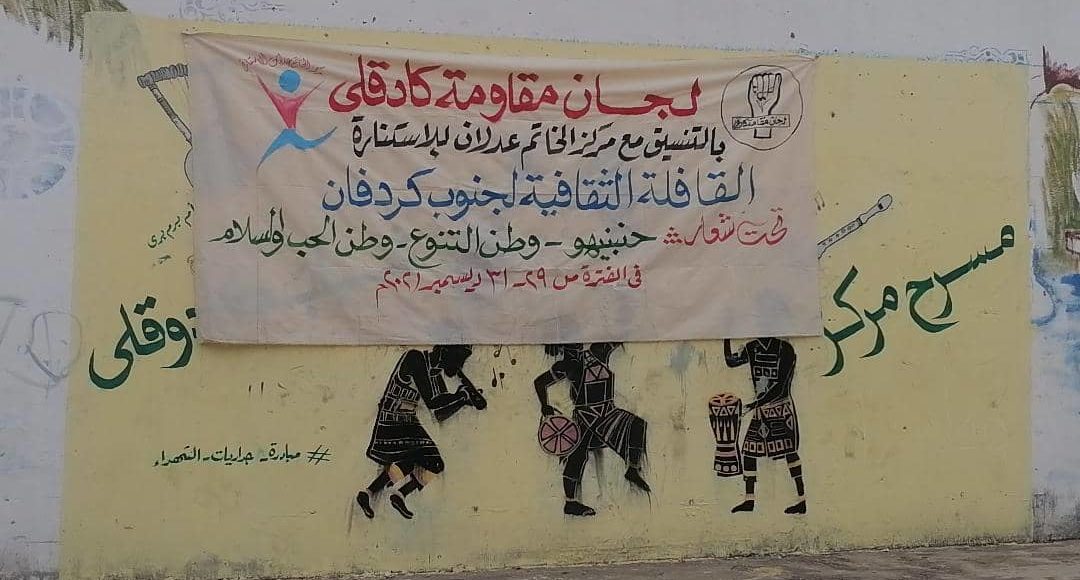 لجان مقاومة كادقلي
بالتنسيق مع مركز الخاتم عدلان للاستنارة
القافلة الثقافية لجنوب كردفان
تحت شعار حنبنيهو - وطن التنوع - وطن الحب والسلام
في الفترة من ٢٩ - ٣١ ديسمبر ٢٠٢١م
مسرح مركز
# مبادرة - جداريات - الشهداء